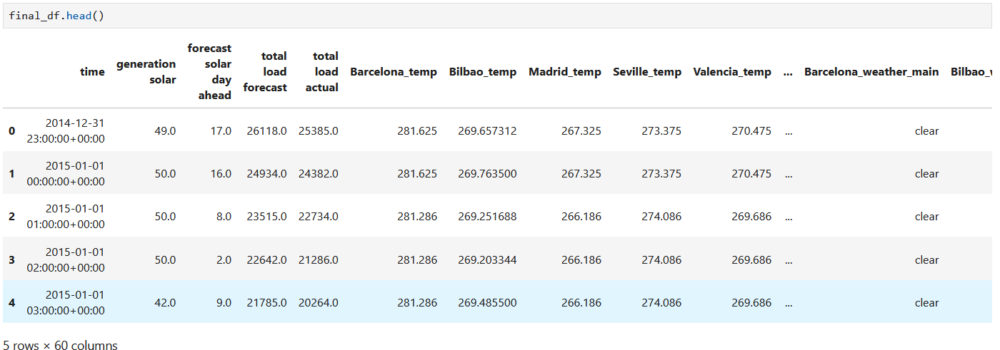 final_df.head()
time generation solar forecast solar day ahead total load forecast total load actual Barcelona_temp Bilbao_temp Madrid_temp Seville_temp Valencia_temp ... Barcelona_weather_main
0 2014-12-31 23:00:00+00:00 49.0 17.0 26118.0 25385.0 281.625 269.657312 267.325 273.375 270.475 ... clear
1 2015-01-01 00:00:00+00:00 50.0 16.0 24934.0 24382.0 281.625 269.763500 267.325 273.375 270.475 ... clear
2 2015-01-01 01:00:00+00:00 50.0 8.0 23515.0 22734.0 281.286 269.251688 266.186 274.086 269.686 ... clear
3 2015-01-01 02:00:00+00:00 50.0 2.0 22642.0 21286.0 281.286 269.203344 266.186 274.086 269.686 ... clear
4 2015-01-01 03:00:00+00:00 42.0 9.0 21785.0 20264.0 281.286 269.485500 266.186 274.086 269.686 ... clear
5 rows × 60 columns